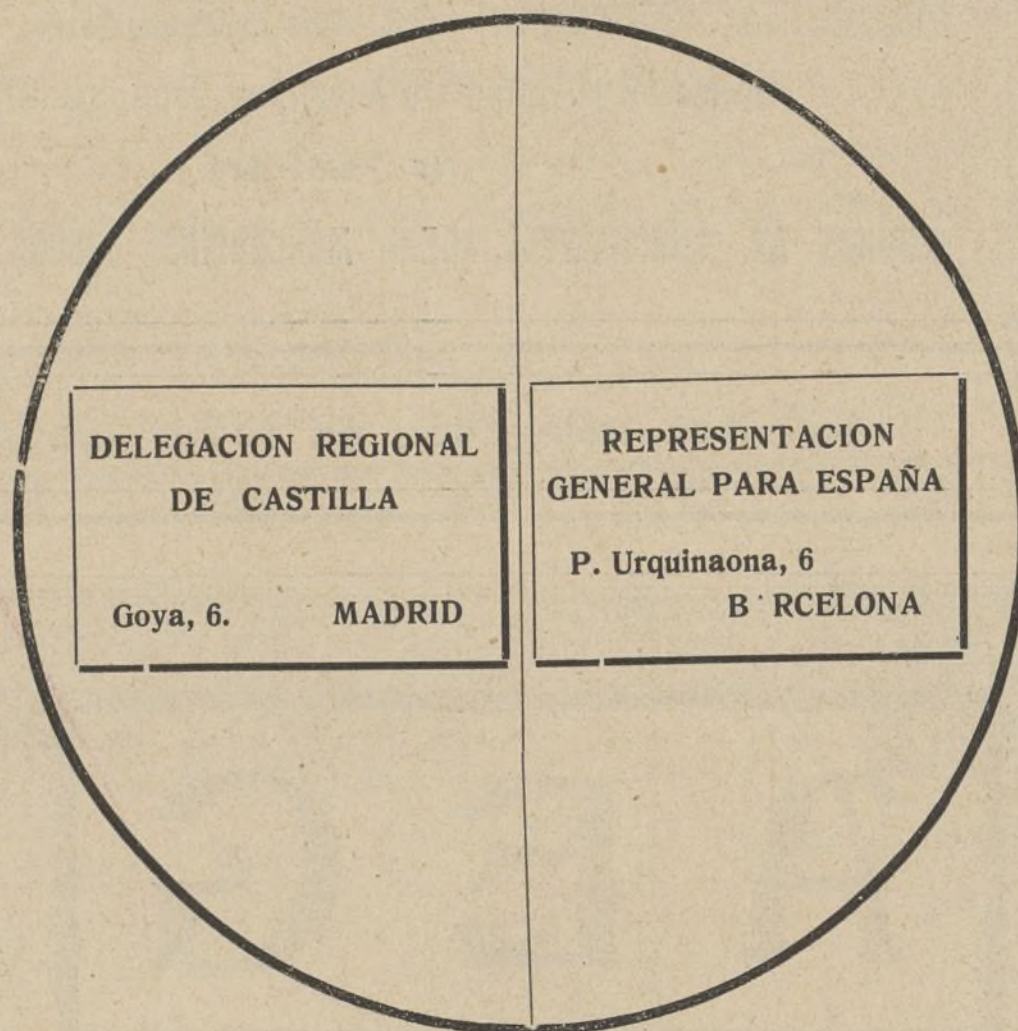 DELEGACION REGIONAL
DE CASTILLA
Goya, 6. MADRID
REPRESENTACION
GENERAL PARA ESPAÑA
P. Urquinaona, 6
B RCELONA